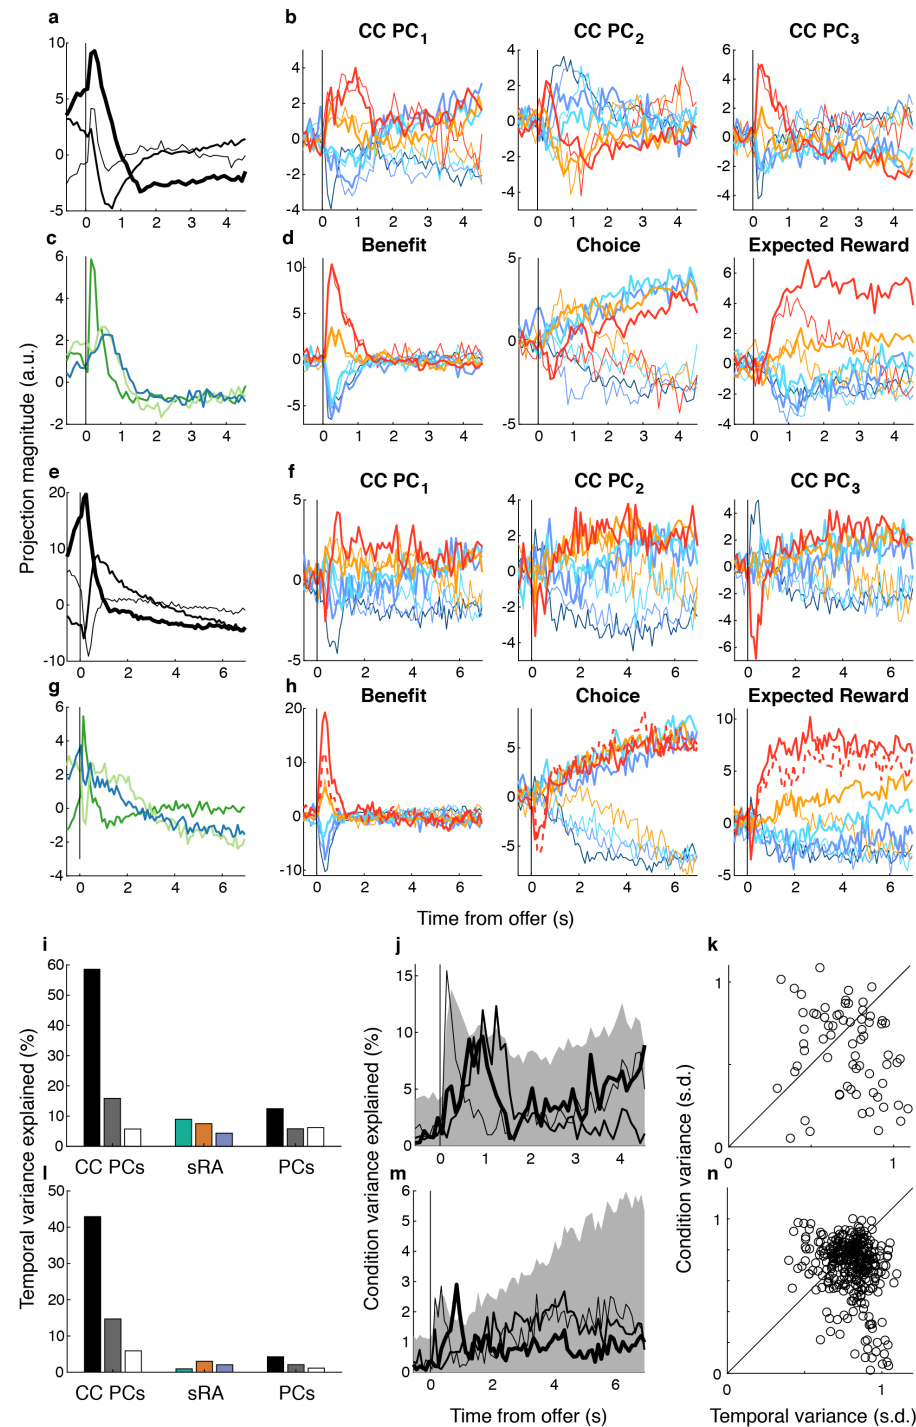 a
b
CC PC1
CC PC2
CC PC3
10
5
0
-5
0 1 2 3 4
4
2
0
-2
-4
0 1 2 3 4
4
2
0
-2
-4
0 1 2 3 4
6
4
2
0
-2
-4
0 1 2 3 4
c
d
Benefit
Choice
Expected Reward
6
4
2
0
-2
0 1 2 3 4
10
5
0
-5
0 1 2 3 4
5
0
-5
0 1 2 3 4
6
4
2
0
-2
-4
0 1 2 3 4
Projection magnitude (a.u.)
e
f
CC PC1
CC PC2
CC PC3
20
10
0
-10
0 2 4 6
5
0
-5
0 2 4 6
4
2
0
-2
-4
0 2 4 6
4
2
0
-2
-4
-6
0 2 4 6
g
h
Benefit
Choice
Expected Reward
6
4
2
0
-2
-4
0 2 4 6
20
10
0
-10
0 2 4 6
5
0
-5
0 2 4 6
10
5
0
-5
0 2 4 6
Time from offer (s)
i
j
k
60
50
40
30
20
10
0
CC PCs sRA PCs
15
10
5
0
0 1 2 3 4
1
0
0 1
Temporal variance explained (%)
Condition variance explained (%)
Condition variance (s.d.)
l
m
n
50
40
30
20
10
0
CC PCs sRA PCs
6
5
4
3
2
1
0
0 2 4 6
Time from offer (s)
1
0
0 1
Temporal variance (s.d.)